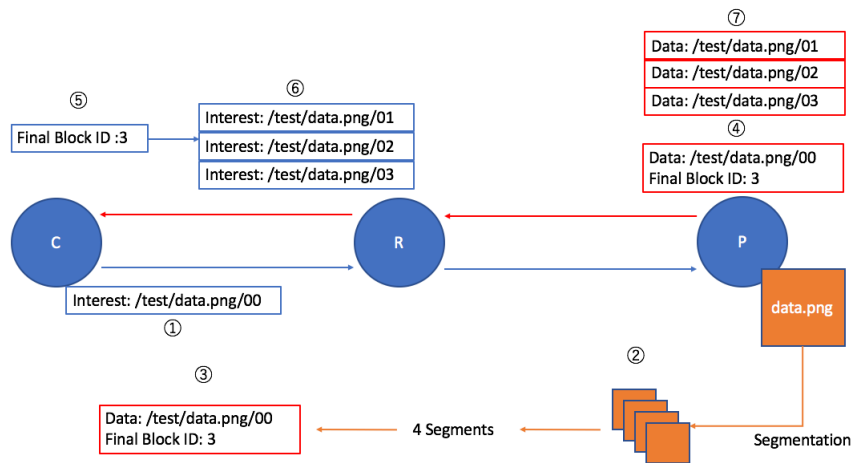 ⑦
Data: /test/data.png/01
Data: /test/data.png/02
Data: /test/data.png/03
⑤
Final Block ID :3
⑥
Interest: /test/data.png/01
Interest: /test/data.png/02
Interest: /test/data.png/03
④
Data: /test/data.png/00
Final Block ID: 3
C
R
P
Interest: /test/data.png/00
①
data.png
②
③
Data: /test/data.png/00
Final Block ID: 3
4 Segments
Segmentation